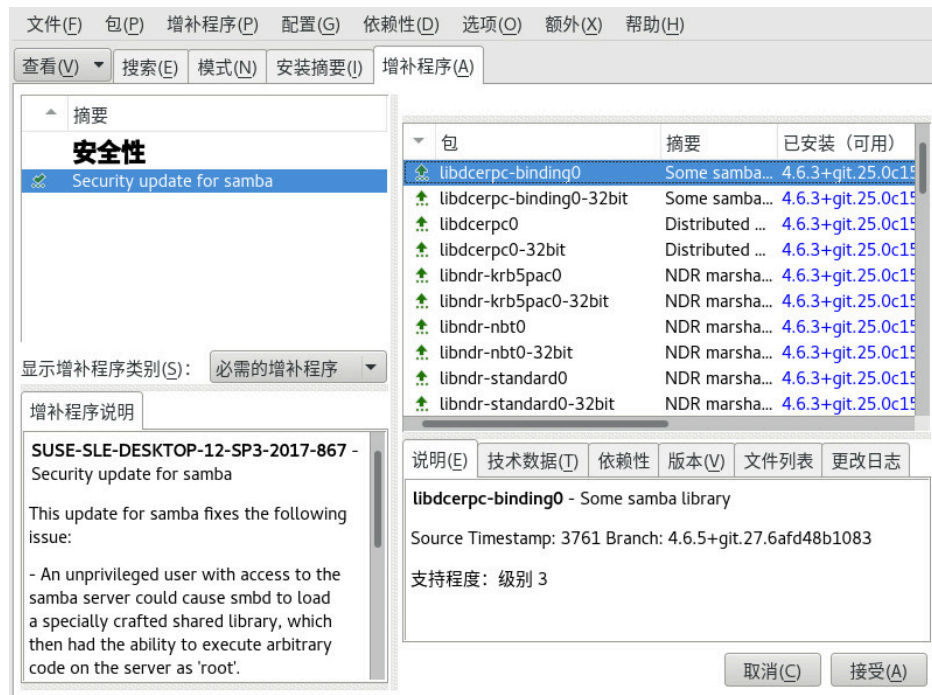 文件(F) 包(P) 增补程序(P) 配置(G) 依赖性(D) 选项(O) 额外(X) 帮助(H)
查看(V) 搜索(E) 模式(N) 安装摘要(I) 增补程序(A)
摘要
安全性
Security update for samba
显示增补程序类别(S): 必需的增补程序
增补程序说明
SUSE-SLE-DESKTOP-12-SP3-2017-867 -
Security update for samba
This update for samba fixes the following
issue:
- An unprivileged user with access to the
samba server could cause smbd to load
a specially crafted shared library, which
then had the ability to execute arbitrary
code on the server as 'root'.
包 摘要 已安装（可用）
libdcerpc-binding0 Some samba... 4.6.3+git.25.0c15
libdcerpc-binding0-32bit Some samba... 4.6.3+git.25.0c15
libdcerpc0 Distributed ... 4.6.3+git.25.0c15
libdcerpc0-32bit Distributed ... 4.6.3+git.25.0c15
libndr-krb5pac0 NDR marsha... 4.6.3+git.25.0c15
libndr-krb5pac0-32bit NDR marsha... 4.6.3+git.25.0c15
libndr-nbt0 NDR marsha... 4.6.3+git.25.0c15
libndr-nbt0-32bit NDR marsha... 4.6.3+git.25.0c15
libndr-standard0 NDR marsha... 4.6.3+git.25.0c15
libndr-standard0-32bit NDR marsha... 4.6.3+git.25.0c15
说明(E) 技术数据(T) 依赖性 版本(V) 文件列表 更改日志
libdcerpc-binding0 - Some samba library
Source Timestamp: 3761 Branch: 4.6.5+git.27.6afd48b1083
支持程度：级别 3
取消(C) 接受(A)